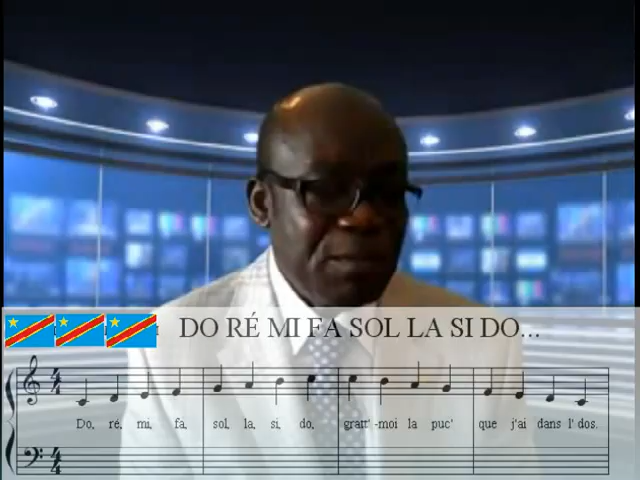 DO RÉ MI FA SOL LA SI DO...
Do, ré, mi, fa, sol, la, si, do, gratt'-moi la puc' que j'ai dans l'dos.